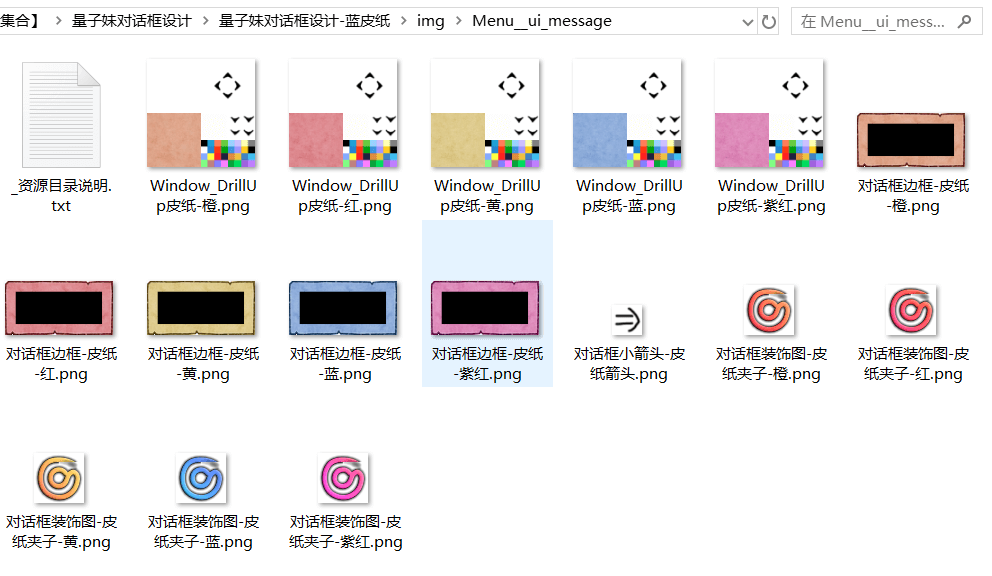 集合】 > 量子妹对话框设计 > 量子妹对话框设计-蓝皮纸 > img > Menu__ui_message
在 Menu__ui_mess...
_资源目录说明.
txt
Window_DrillU
p皮纸-橙.png
Window_DrillU
p皮纸-红.png
Window_DrillU
p皮纸-黄.png
Window_DrillU
p皮纸-蓝.png
Window_DrillU
p皮纸-紫红.png
对话框边框-皮纸
-橙.png
对话框边框-皮纸
-红.png
对话框边框-皮纸
-黄.png
对话框边框-皮纸
-蓝.png
对话框边框-皮纸
-紫红.png
对话框小箭头-皮
纸箭头.png
对话框装饰图-皮
纸夹子-橙.png
对话框装饰图-皮
纸夹子-红.png
对话框装饰图-皮
纸夹子-黄.png
对话框装饰图-皮
纸夹子-蓝.png
对话框装饰图-皮
纸夹子-紫红.png